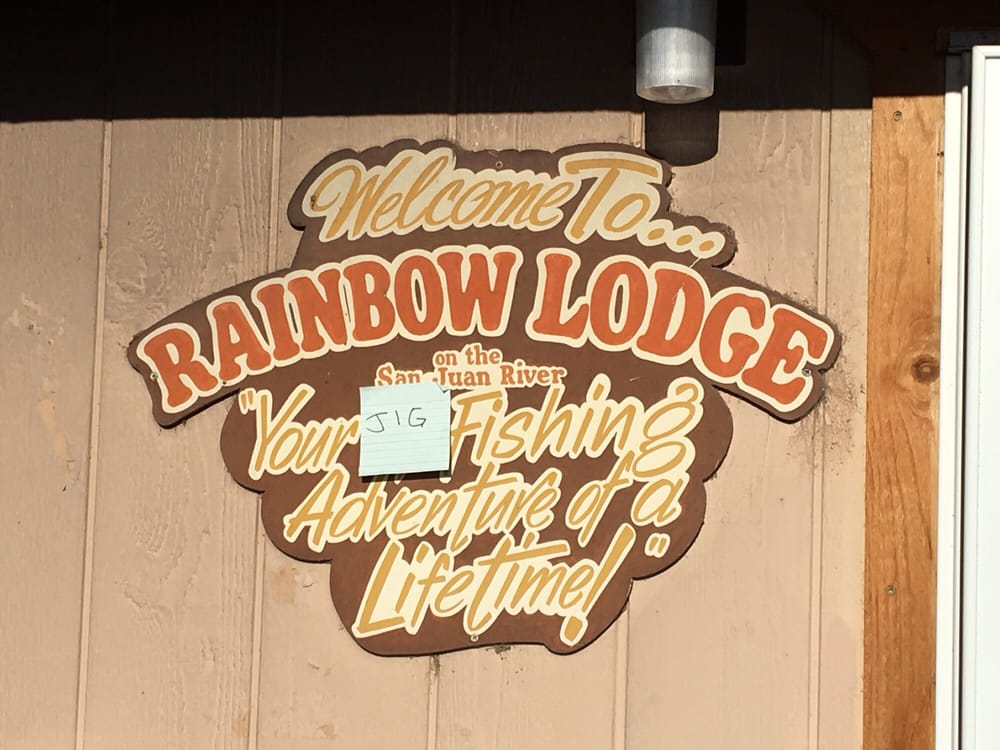 Welcome To....
RAINBOW LODGE
on the
San Juan River
"Your JIG Fishing
Adventure of a
Lifetime!"